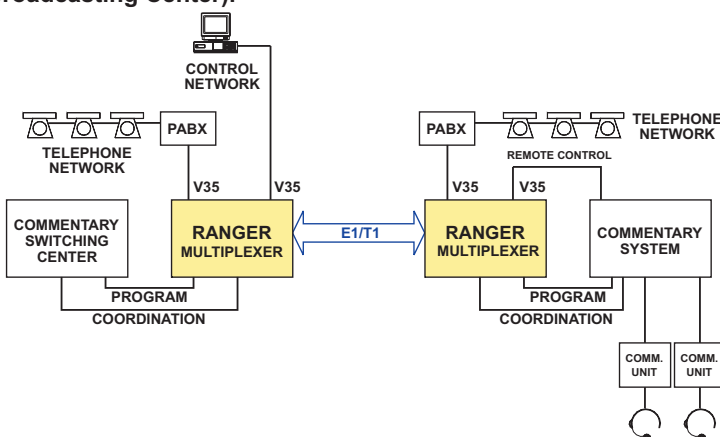 roadcasting Center).
CONTROL
NETWORK
PABX
TELEPHONE
NETWORK
V35
V35
COMMENTARY
SWITCHING
CENTER
RANGER
MULTIPLEXER
PROGRAM
COORDINATION
E1/T1
PABX
TELEPHONE
NETWORK
REMOTE CONTROL
V35
V35
RANGER
MULTIPLEXER
COMMENTARY
SYSTEM
PROGRAM
COORDINATION
COMM.
UNIT
COMM.
UNIT